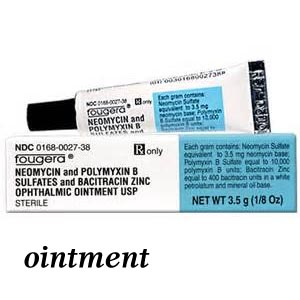 NDC 0168-0027-38
fougera®
℞ only
NEOMYCIN and
POLYMYXIN B
Each gram contains:
Neomycin Sulfate
equivalent to 3.5
mg neomycin base;
Polymyxin B Sulfate
equal to 10,000
NDC 0168-0027-38
fougera®
℞ only
NEOMYCIN and POLYMYXIN B
SULFATES and BACITRACIN ZINC
OPHTHALMIC OINTMENT USP
STERILE
Each gram contains: Neomycin Sulfate
equivalent to 3.5 mg neomycin base;
Polymyxin B Sulfate equal to 10,000
polymyxin B units; Bacitracin Zinc
equal to 400 bacitracin units in a white
petrolatum and mineral oil base.
NET WT 3.5 g (1/8 Oz)
ointment